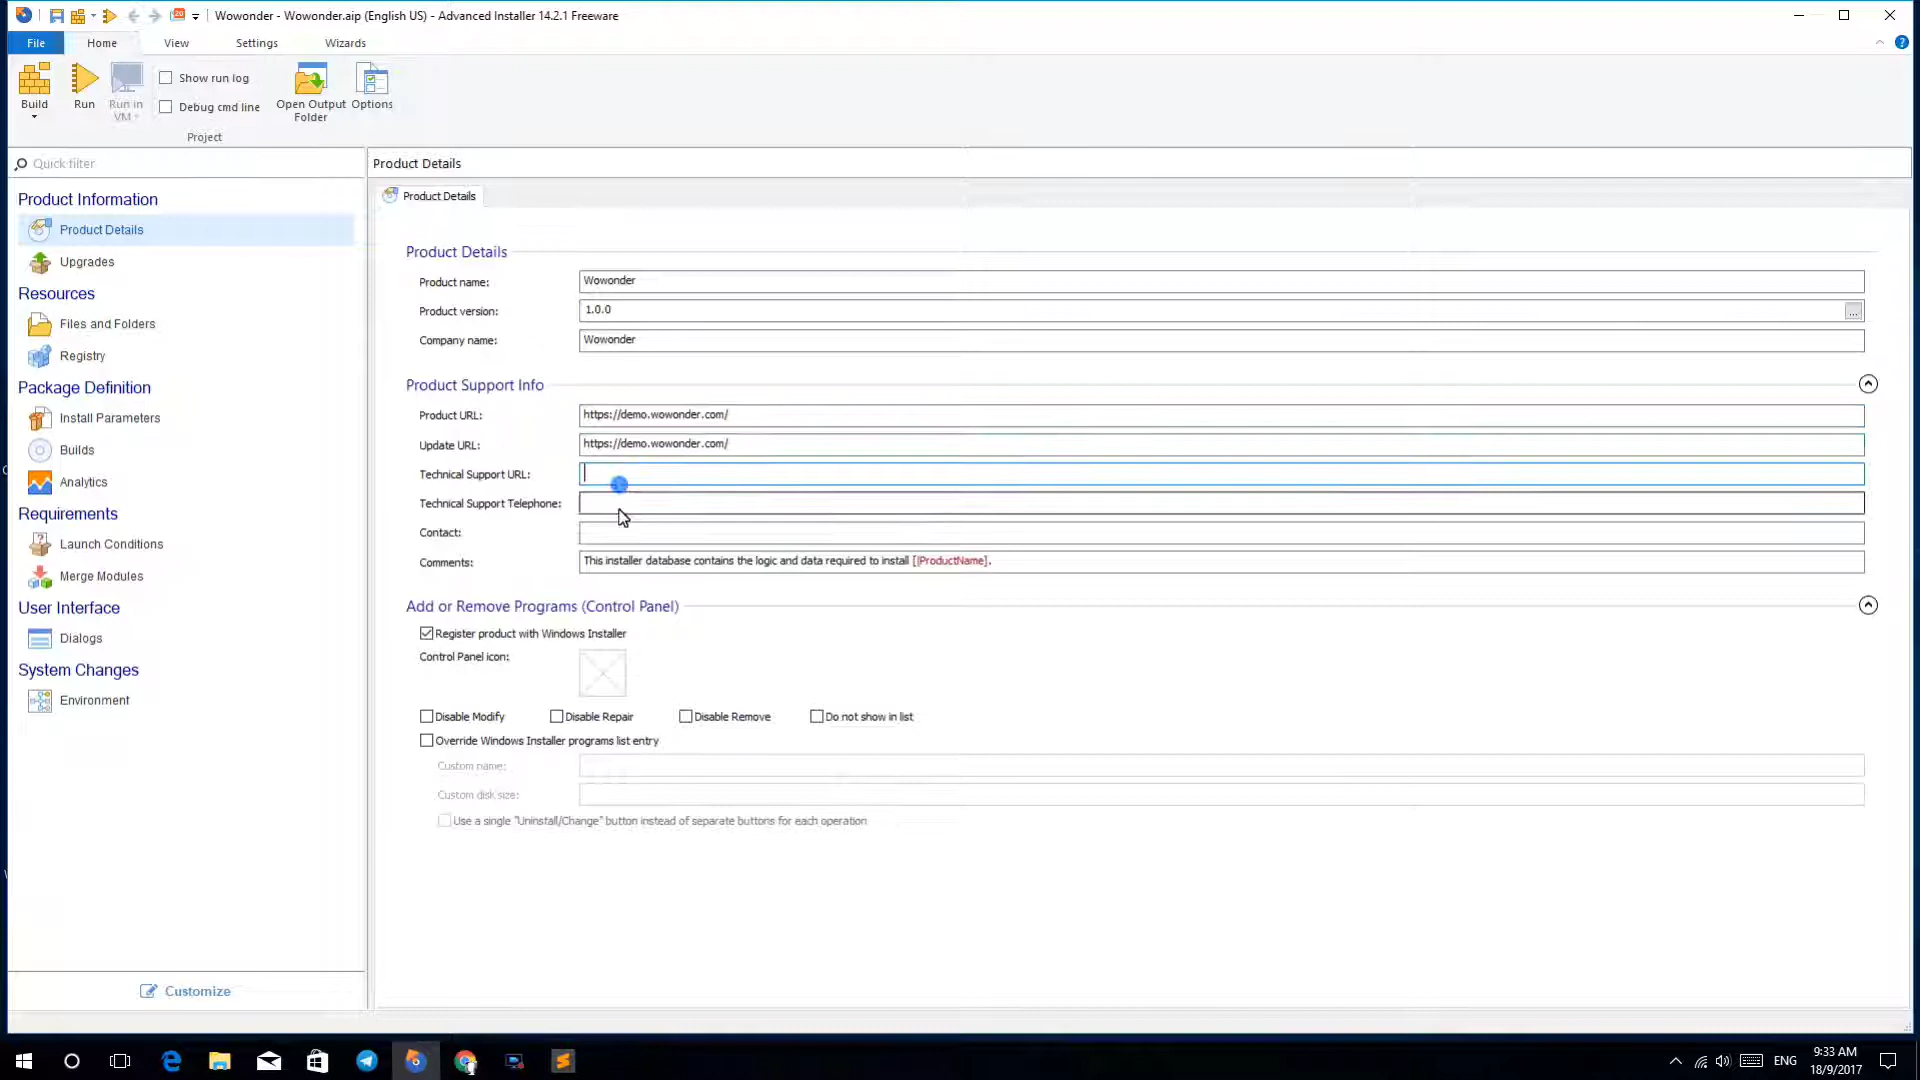 Wowonder - Wowonder.aip (English US) - Advanced Installer 14.2.1 Freeware
File
Home
View
Settings
Wizards
Build
Run
Run in VM
Show run log
Debug cmd line
Open Output Folder
Options
Project
Quick filter
Product Details
Product Information
Product Details
Upgrades
Resources
Files and Folders
Registry
Package Definition
Install Parameters
Builds
Analytics
Requirements
Launch Conditions
Merge Modules
User Interface
Dialogs
System Changes
Environment
Customize
Product Details
Product Details
Product name: Wowonder
Product version: 1.0.0 ...
Company name: Wowonder
Product Support Info
Product URL: https://demo.wowonder.com/
Update URL: https://demo.wowonder.com/
Technical Support URL:
Technical Support Telephone:
Contact:
Comments: This installer database contains the logic and data required to install [|ProductName].
Add or Remove Programs (Control Panel)
Register product with Windows Installer
Control Panel icon:
Disable Modify Disable Repair Disable Remove Do not show in list
Override Windows Installer programs list entry
Custom name:
Custom disk size:
Use a single "Uninstall/Change" button instead of separate buttons for each operation
ENG
9:33 AM
18/9/2017